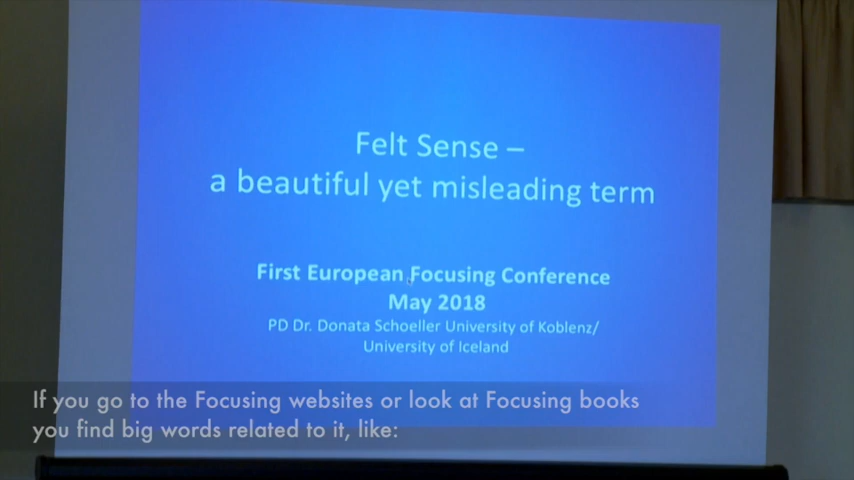 Felt Sense –
a beautiful yet misleading term
First European Focusing Conference
May 2018
PD Dr. Donata Schoeller University of Koblenz/
University of Iceland
If you go to the Focusing websites or look at Focusing books
you find big words related to it, like: